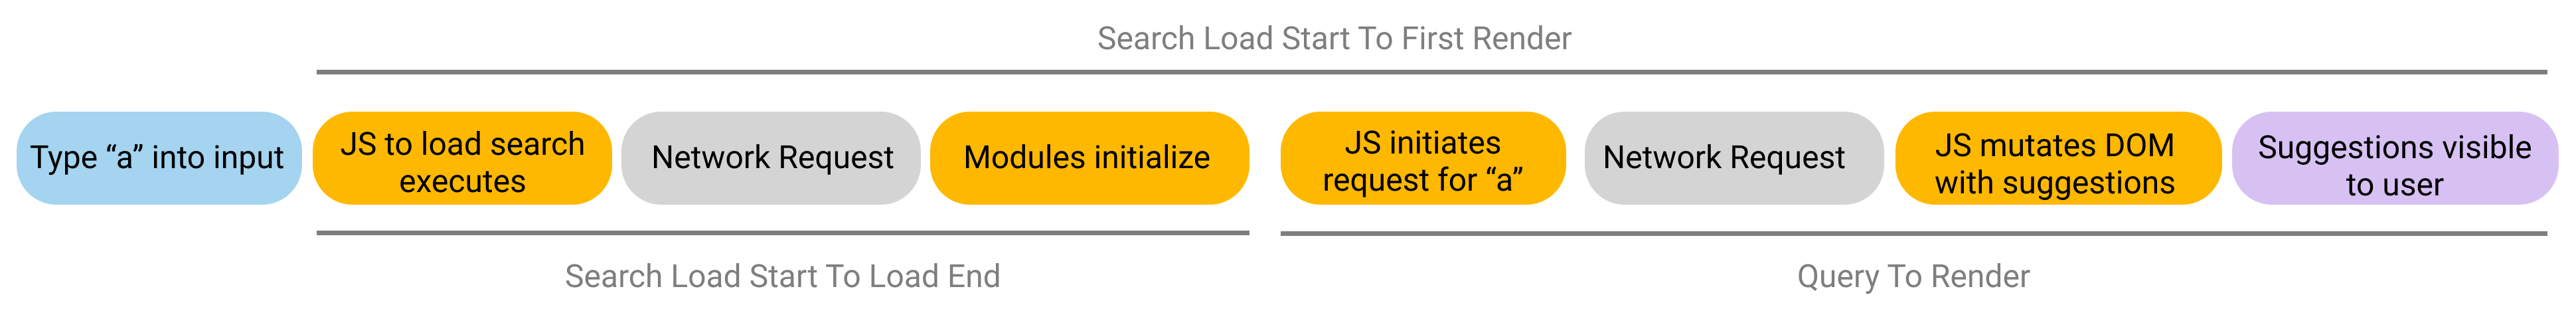 Search Load Start To First Render
Type “a” into input
JS to load search
executes
Network Request
Modules initialize
JS initiates
request for “a”
Network Request
JS mutates DOM
with suggestions
Suggestions visible
to user
Search Load Start To Load End
Query To Render